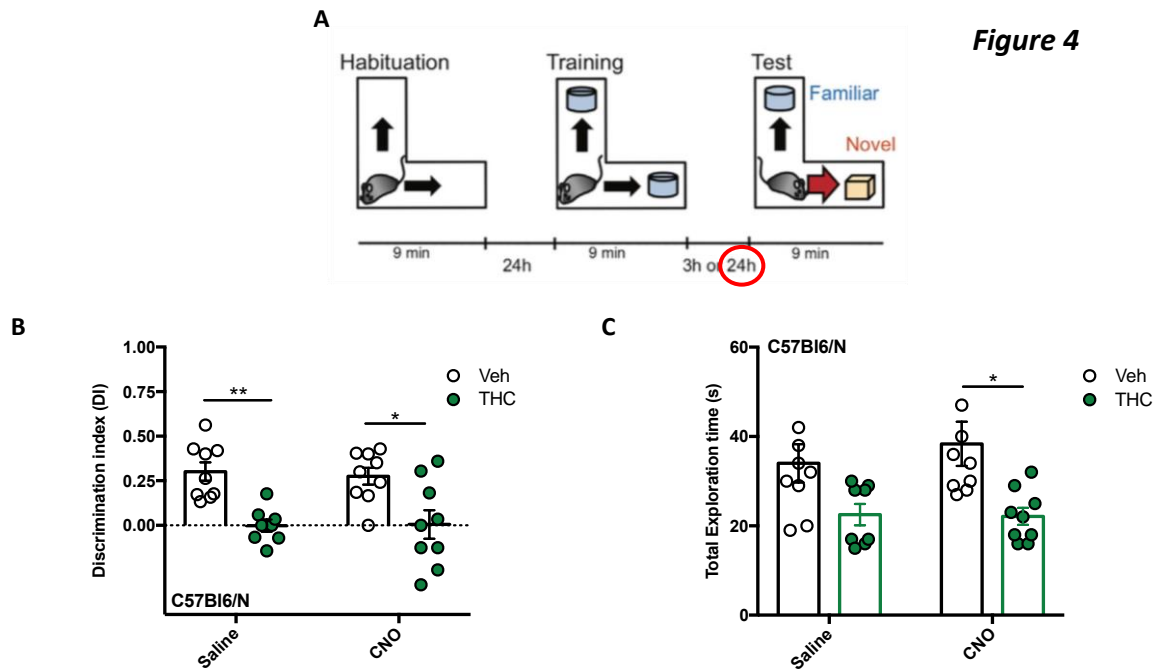 A
Figure 4
Habituation
Training
Test
Familiar
Novel
9 min
24h
9 min
3h or 24h
9 min
B
Discrimination index (DI)
1.00
0.75
0.50
0.25
0.00
**
*
Veh
THC
C57Bl6/N
Saline
CNO
C
Total Exploration time (s)
60
40
20
0
C57Bl6/N
*
Veh
THC
Saline
CNO